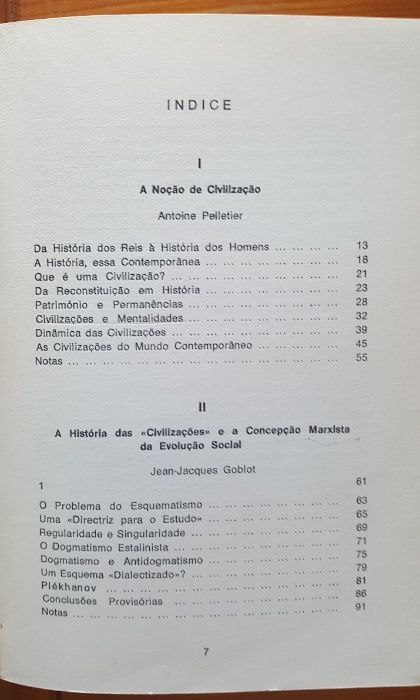 INDICE
I
A Noção de Civilização
Antoine Pelletier
Da História dos Reis à História dos Homens ... ... ... ... 13
A História, essa Contemporânea ... ... ... ... ... ... ... ... 18
Que é uma Civilização? ... ... ... ... ... ... ... ... ... ... 21
Da Reconstituição em História ... ... ... ... ... ... ... ... 23
Património e Permanências ... ... ... ... ... ... ... ... ... 28
Civilizações e Mentalidades ... ... ... ... ... ... ... ... ... 32
Dinâmica das Civilizações ... ... ... ... ... ... ... ... ... 39
As Civilizações do Mundo Contemporâneo ... ... ... ... ... 45
Notas ... ... ... ... ... ... ... ... ... ... ... ... ... ... 55
II
A História das «Civilizações» e a Concepção Marxista
da Evolução Social
Jean-Jacques Goblot
1 61
O Problema do Esquematismo ... ... ... ... ... ... ... ... 63
Uma «Directriz para o Estudo» ... ... ... ... ... ... ... ... 65
Regularidade e Singularidade ... ... ... ... ... ... ... ... ... 69
O Dogmatismo Estalinista ... ... ... ... ... ... ... ... ... 71
Dogmatismo e Antidogmatismo ... ... ... ... ... ... ... ... 75
Um Esquema «Dialectizado»? ... ... ... ... ... ... ... ... 79
Plékhanov ... ... ... ... ... ... ... ... ... ... ... ... ... 81
Conclusões Provisórias ... ... ... ... ... ... ... ... ... ... 86
Notas ... ... ... ... ... ... ... ... ... ... ... ... ... ... 91
7